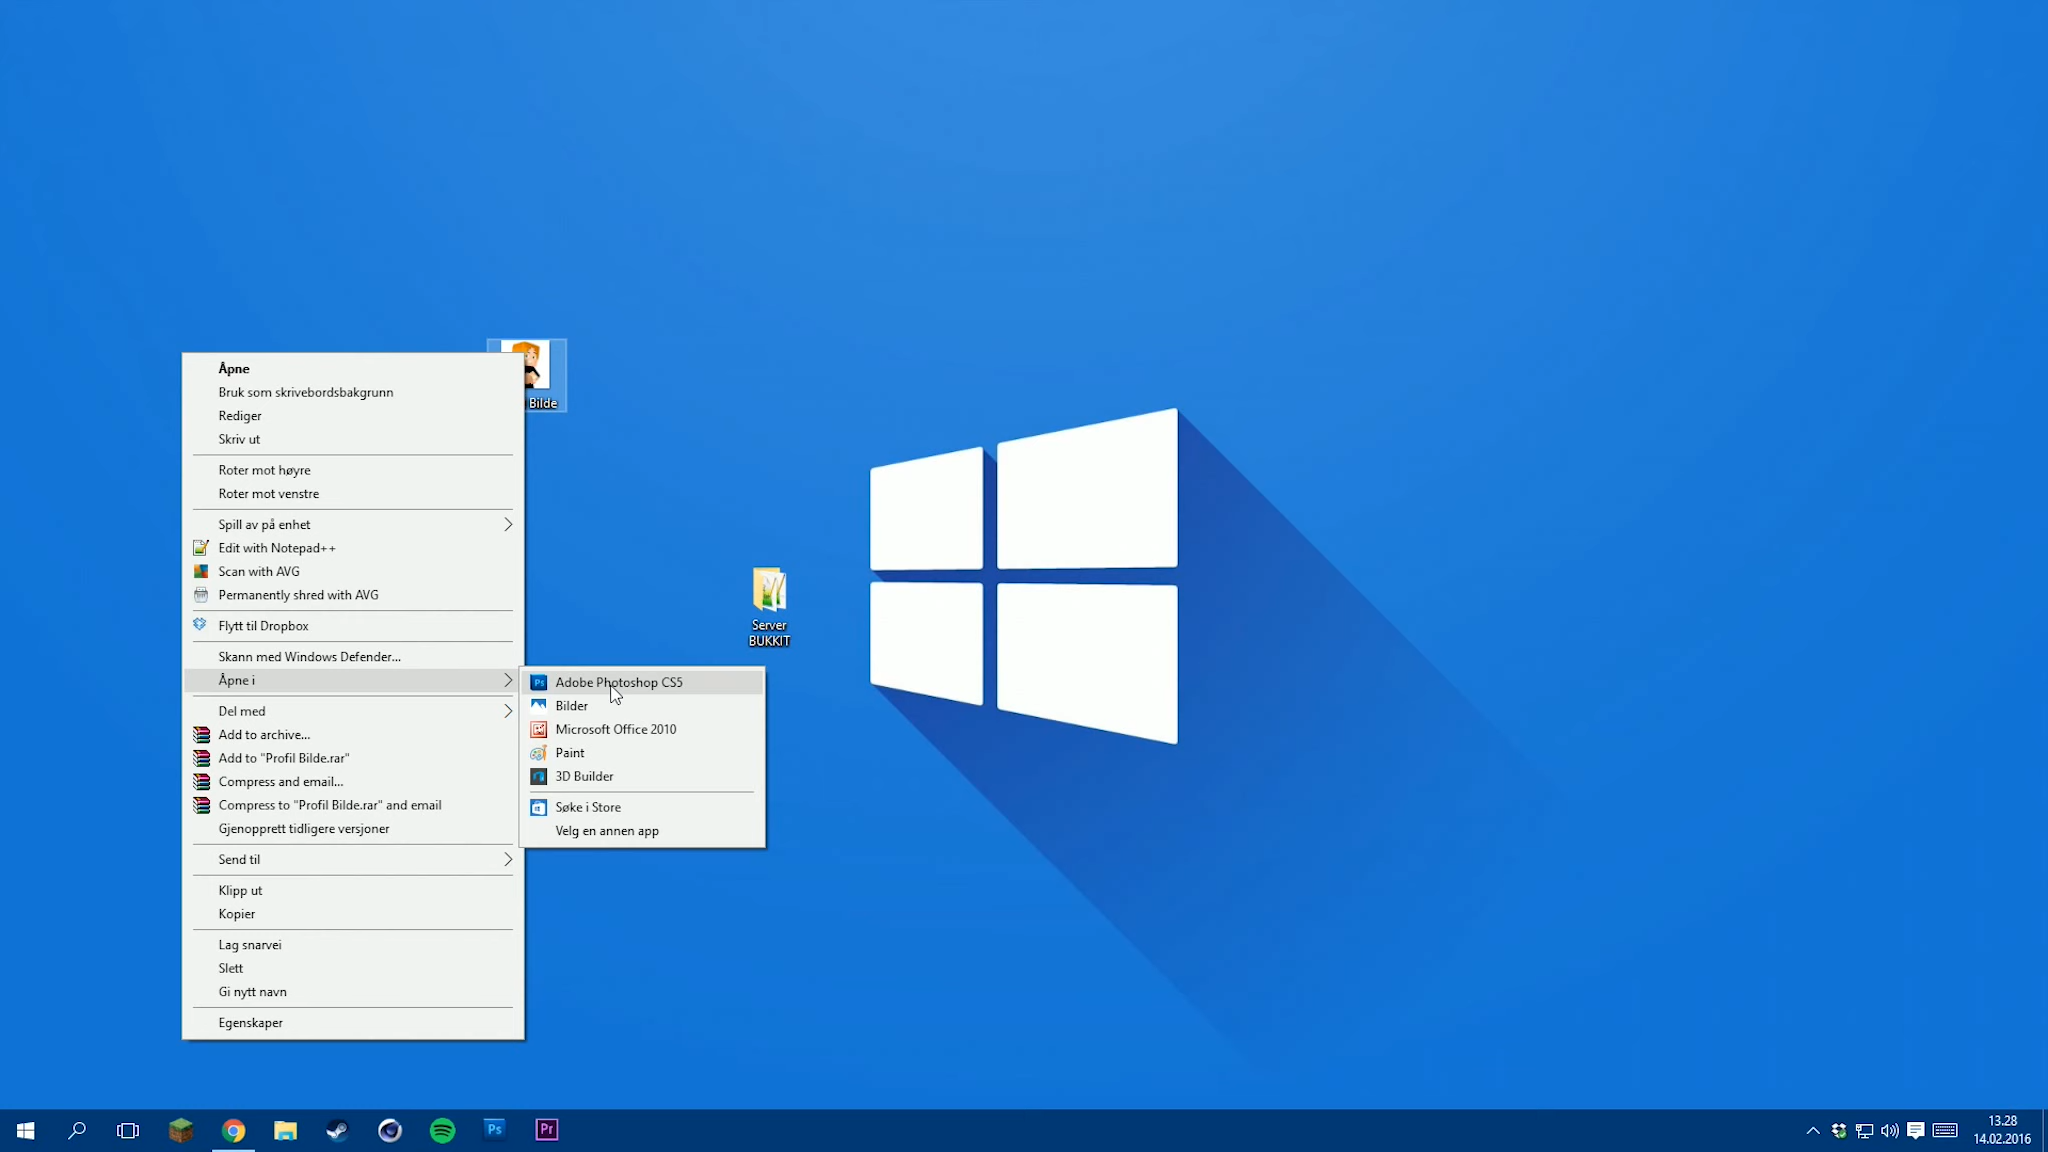 Bilde
Åpne
Bruk som skrivebordsbakgrunn
Rediger
Skriv ut
Roter mot høyre
Roter mot venstre
Spill av på enhet
Edit with Notepad++
Scan with AVG
Permanently shred with AVG
Flytt til Dropbox
Skann med Windows Defender...
Åpne i
Del med
Add to archive...
Add to "Profil Bilde.rar"
Compress and email...
Compress to "Profil Bilde.rar" and email
Gjenopprett tidligere versjoner
Send til
Klipp ut
Kopier
Lag snarvei
Slett
Gi nytt navn
Egenskaper
Ps Adobe Photoshop CS5
Bilder
Microsoft Office 2010
Paint
3D Builder
Søke i Store
Velg en annen app
Server
BUKKIT
Ps
Pr
13.28
14.02.2016